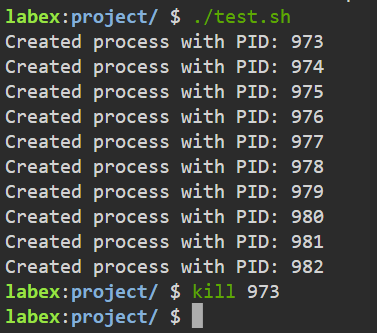 labex:project/ $ ./test.sh
Created process with PID: 973
Created process with PID: 974
Created process with PID: 975
Created process with PID: 976
Created process with PID: 977
Created process with PID: 978
Created process with PID: 979
Created process with PID: 980
Created process with PID: 981
Created process with PID: 982
labex:project/ $ kill 973
labex:project/ $